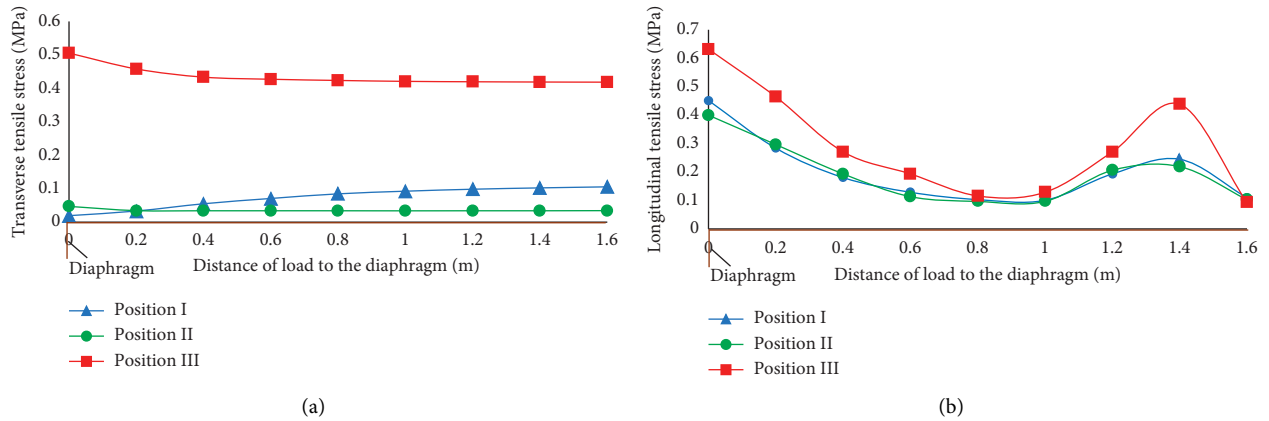 0.6
0.5
0.4
0.3
0.2
0.1
0
Transverse tensile stress (MPa)
0 0.2 0.4 0.6 0.8 1 1.2 1.4 1.6
Distance of load to the diaphragm (m)
Diaphragm
Position I
Position II
Position III
(a)
0.7
0.6
0.5
0.4
0.3
0.2
0.1
0
Longitudinal tensile stress (MPa)
0 0.2 0.4 0.6 0.8 1 1.2 1.4 1.6
Distance of load to the diaphragm (m)
Diaphragm
Position I
Position II
Position III
(b)